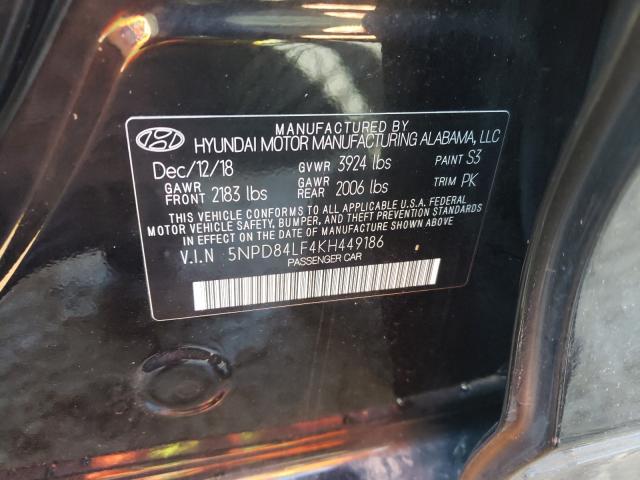 MANUFACTURED BY
HYUNDAI MOTOR MANUFACTURING ALABAMA, LLC
Dec/12/18 GVWR 3924 lbs PAINT S3
GAWR FRONT 2183 lbs GAWR REAR 2006 lbs TRIM PK
THIS VEHICLE CONFORMS TO ALL APPLICABLE U.S.A. FEDERAL
MOTOR VEHICLE SAFETY, BUMPER, AND THEFT PREVENTION STANDARDS
IN EFFECT ON THE DATE OF MANUFACTURE SHOWN ABOVE.
V.I.N 5NPD84LF4KH449186
PASSENGER CAR